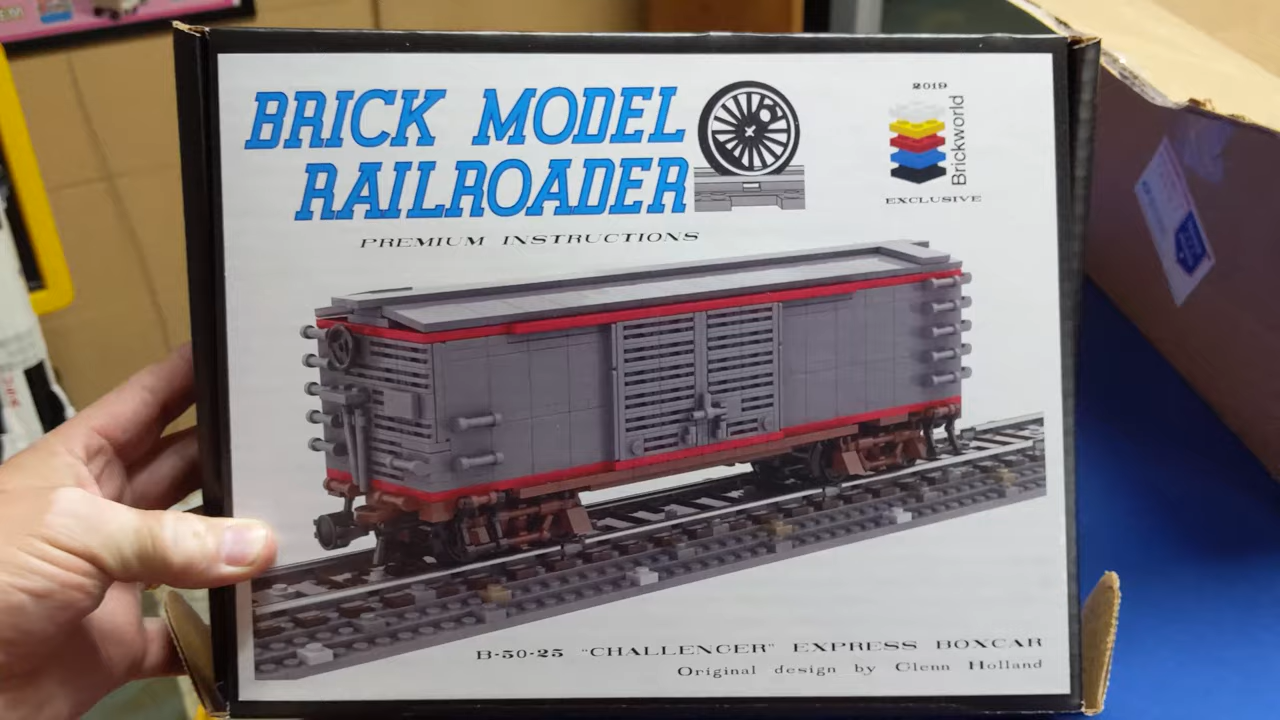 BRICK MODEL
RAILROADER
PREMIUM INSTRUCTIONS
2019
Brickworld
EXCLUSIVE
B-50-25 "CHALLENGER" EXPRESS BOXCAR
Original design by Glenn Holland